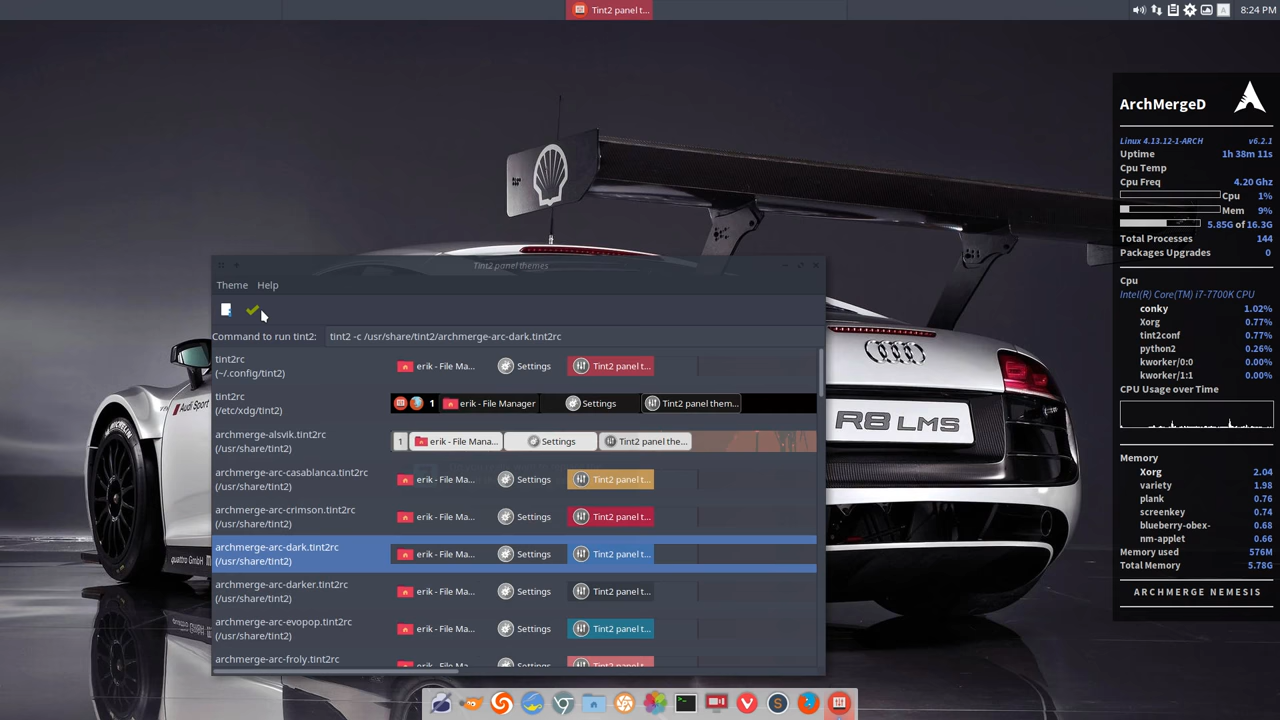 Tint2 panel t...
A
8:24 PM
ArchMergeD
Linux 4.13.12-1-ARCH v6.2.1
Uptime 1h 38m 11s
Cpu Temp
Cpu Freq 4.20 Ghz
Cpu 1%
Mem 9%
5.85G of 16.3G
Total Processes 144
Packages Upgrades 0
Cpu
Intel(R) Core(TM) i7-7700K CPU
conky 1.02%
Xorg 0.77%
tint2conf 0.77%
python2 0.26%
kworker/0:0 0.00%
kworker/1:1 0.00%
CPU Usage over Time
Memory
Xorg 2.04
variety 1.98
plank 0.76
screenkey 0.74
blueberry-obex- 0.68
nm-applet 0.66
Memory used 576M
Total Memory 5.78G
ARCHMERGE NEMESIS
Tint2 panel themes
Theme Help
Command to run tint2: tint2 -c /usr/share/tint2/archmerge-arc-dark.tint2rc
tint2rc
(~/.config/tint2)
erik - File Ma... Settings Tint2 panel t...
tint2rc
(/etc/xdg/tint2)
1 erik - File Manager Settings Tint2 panel them...
archmerge-alsvik.tint2rc
(/usr/share/tint2)
1 erik - File Mana... Settings Tint2 panel the...
archmerge-arc-casablanca.tint2rc
(/usr/share/tint2)
erik - File Ma... Settings Tint2 panel t...
archmerge-arc-crimson.tint2rc
(/usr/share/tint2)
erik - File Ma... Settings Tint2 panel t...
archmerge-arc-dark.tint2rc
(/usr/share/tint2)
erik - File Ma... Settings Tint2 panel t...
archmerge-arc-darker.tint2rc
(/usr/share/tint2)
erik - File Ma... Settings Tint2 panel t...
archmerge-arc-evopop.tint2rc
(/usr/share/tint2)
erik - File Ma... Settings Tint2 panel t...
archmerge-arc-froly.tint2rc
erik - File Ma... Settings Tint2 panel t...
Audi Sport
quattro GmbH
R8 LMS